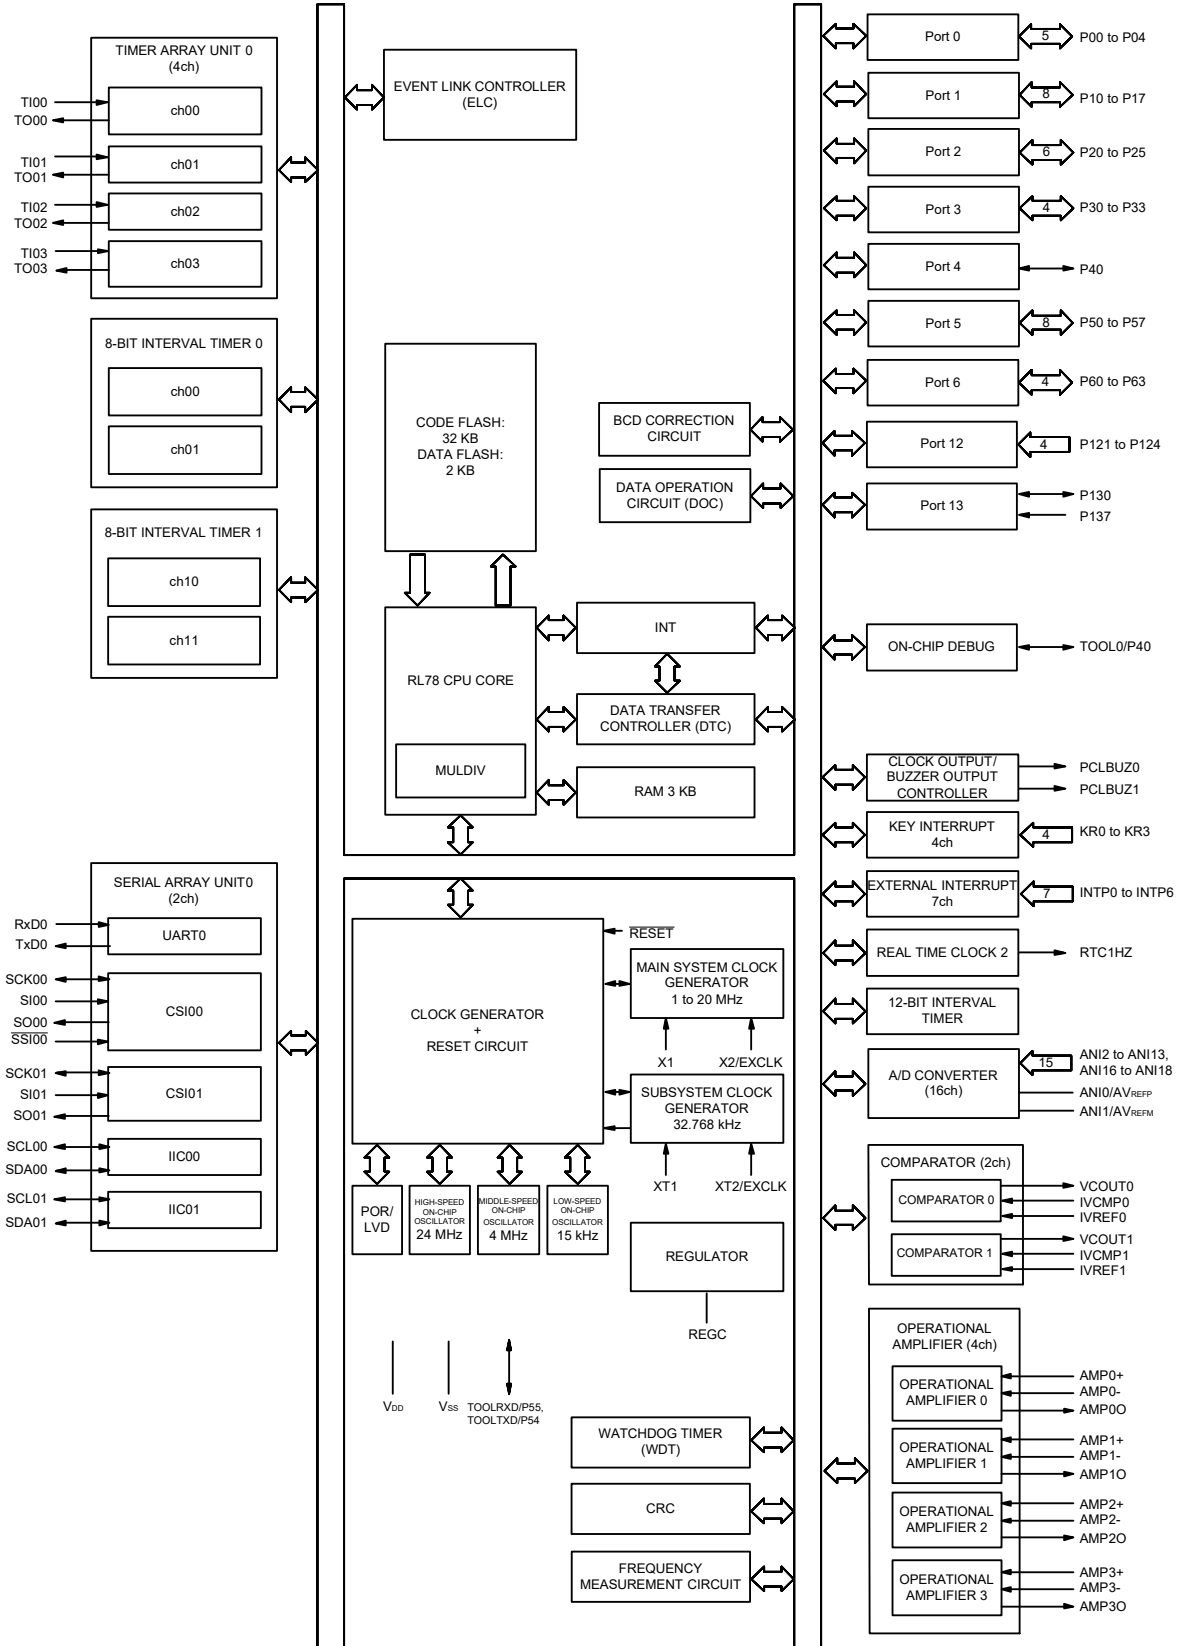 TIMER ARRAY UNIT 0
(4ch)
TI00
TO00
ch00
TI01
TO01
ch01
TI02
TO02
ch02
TI03
TO03
ch03
8-BIT INTERVAL TIMER 0
ch00
ch01
8-BIT INTERVAL TIMER 1
ch10
ch11
SERIAL ARRAY UNIT0
(2ch)
RxD0
TxD0
UART0
SCK00
SI00
SO00
SSI00
CSI00
SCK01
SI01
SO01
CSI01
SCL00
SDA00
IIC00
SCL01
SDA01
IIC01
EVENT LINK CONTROLLER
(ELC)
CODE FLASH:
32 KB
DATA FLASH:
2 KB
BCD CORRECTION
CIRCUIT
DATA OPERATION
CIRCUIT (DOC)
RL78 CPU CORE
MULDIV
INT
DATA TRANSFER
CONTROLLER (DTC)
RAM 3 KB
CLOCK GENERATOR
+
RESET CIRCUIT
RESET
MAIN SYSTEM CLOCK
GENERATOR
1 to 20 MHz
X1
X2/EXCLK
SUBSYSTEM CLOCK
GENERATOR
32.768 kHz
XT1
XT2/EXCLK
POR/
LVD
HIGH-SPEED
ON-CHIP
OSCILLATOR
24 MHz
MIDDLE-SPEED
ON-CHIP
OSCILLATOR
4 MHz
LOW-SPEED
ON-CHIP
OSCILLATOR
15 kHz
REGULATOR
REGC
VDD
VSS
TOOLRXD/P55,
TOOLTXD/P54
WATCHDOG TIMER
(WDT)
CRC
FREQUENCY
MEASUREMENT CIRCUIT
Port 0
5
P00 to P04
Port 1
8
P10 to P17
Port 2
6
P20 to P25
Port 3
4
P30 to P33
Port 4
P40
Port 5
8
P50 to P57
Port 6
4
P60 to P63
Port 12
4
P121 to P124
Port 13
P130
P137
ON-CHIP DEBUG
TOOL0/P40
CLOCK OUTPUT/
BUZZER OUTPUT
CONTROLLER
PCLBUZ0
PCLBUZ1
KEY INTERRUPT
4ch
4
KR0 to KR3
EXTERNAL INTERRUPT
7ch
7
INTP0 to INTP6
REAL TIME CLOCK 2
RTC1HZ
12-BIT INTERVAL
TIMER
A/D CONVERTER
(16ch)
15
ANI2 to ANI13,
ANI16 to ANI18
ANI0/AVREFP
ANI1/AVREFM
COMPARATOR (2ch)
COMPARATOR 0
VCOUT0
IVCMP0
IVREF0
COMPARATOR 1
VCOUT1
IVCMP1
IVREF1
OPERATIONAL
AMPLIFIER (4ch)
OPERATIONAL
AMPLIFIER 0
AMP0+
AMP0-
AMP0O
OPERATIONAL
AMPLIFIER 1
AMP1+
AMP1-
AMP1O
OPERATIONAL
AMPLIFIER 2
AMP2+
AMP2-
AMP2O
OPERATIONAL
AMPLIFIER 3
AMP3+
AMP3-
AMP3O